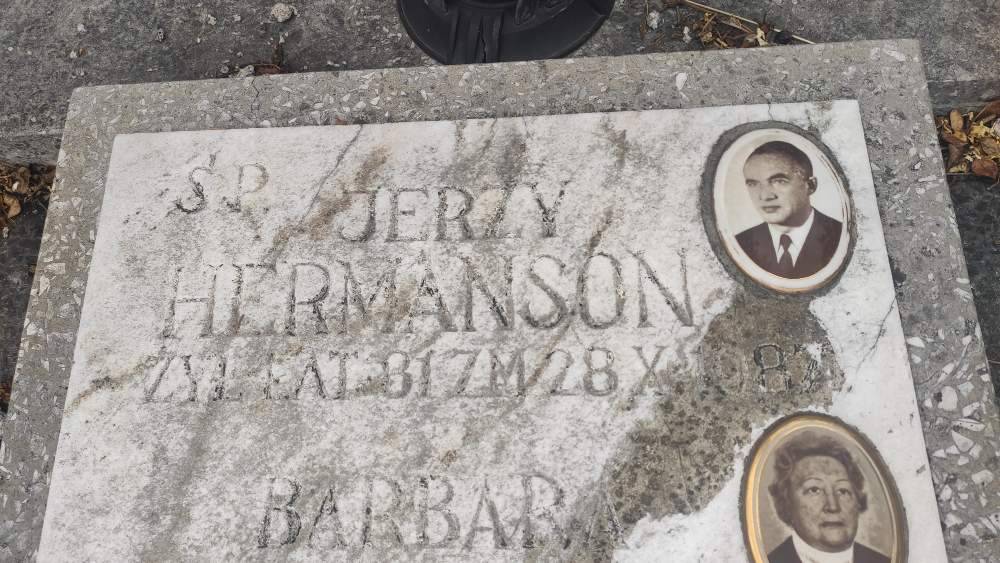 Ś.P. JERZY
HERMANSON
ŻYŁ LAT 81 ZM 28 X
BARBARA